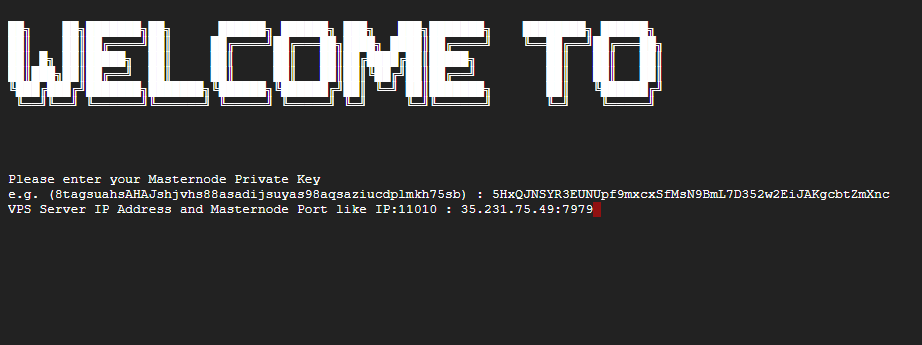 WELCOME TO
Please enter your Masternode Private Key
e.g. (8tagsuahsAHAJshjvhs88asadijsuyas98aqsaziucdplmkh75sb) : 5HxQJNSYR3EUNUpf9mxcxSfMsN9BmL7D352w2EiJAKgcbtZmXnc
VPS Server IP Address and Masternode Port like IP:11010 : 35.231.75.49:7979